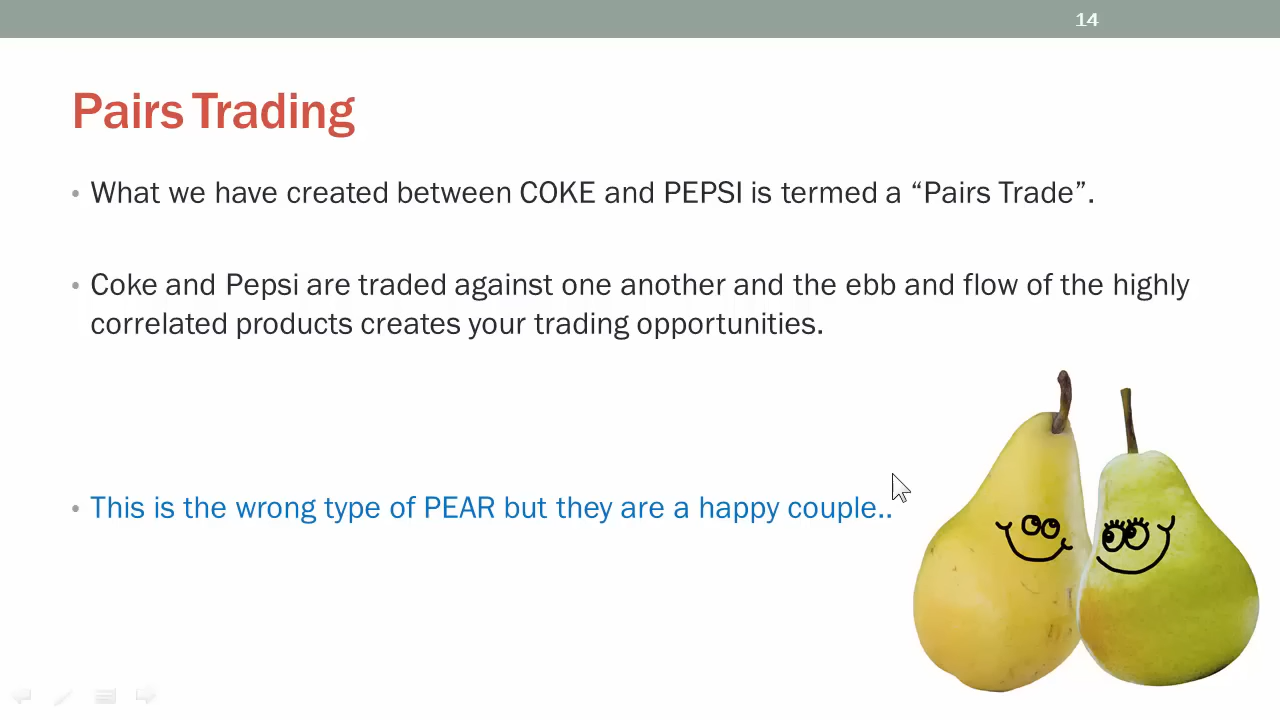 14
Pairs Trading
• What we have created between COKE and PEPSI is termed a “Pairs Trade”.
• Coke and Pepsi are traded against one another and the ebb and flow of the highly
correlated products creates your trading opportunities.
• This is the wrong type of PEAR but they are a happy couple..